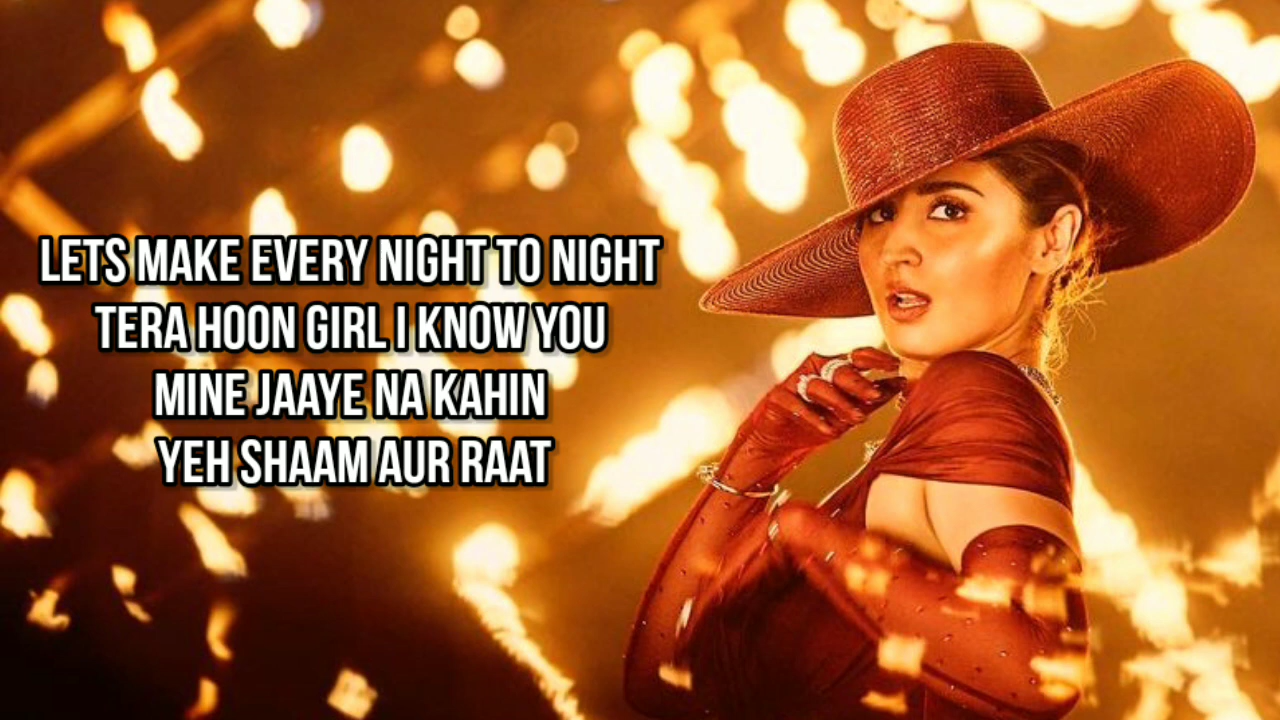 LETS MAKE EVERY NIGHT TO NIGHT
TERA HOON GIRL I KNOW YOU
MINE JAAYE NA KAHIN
YEH SHAAM AUR RAAT